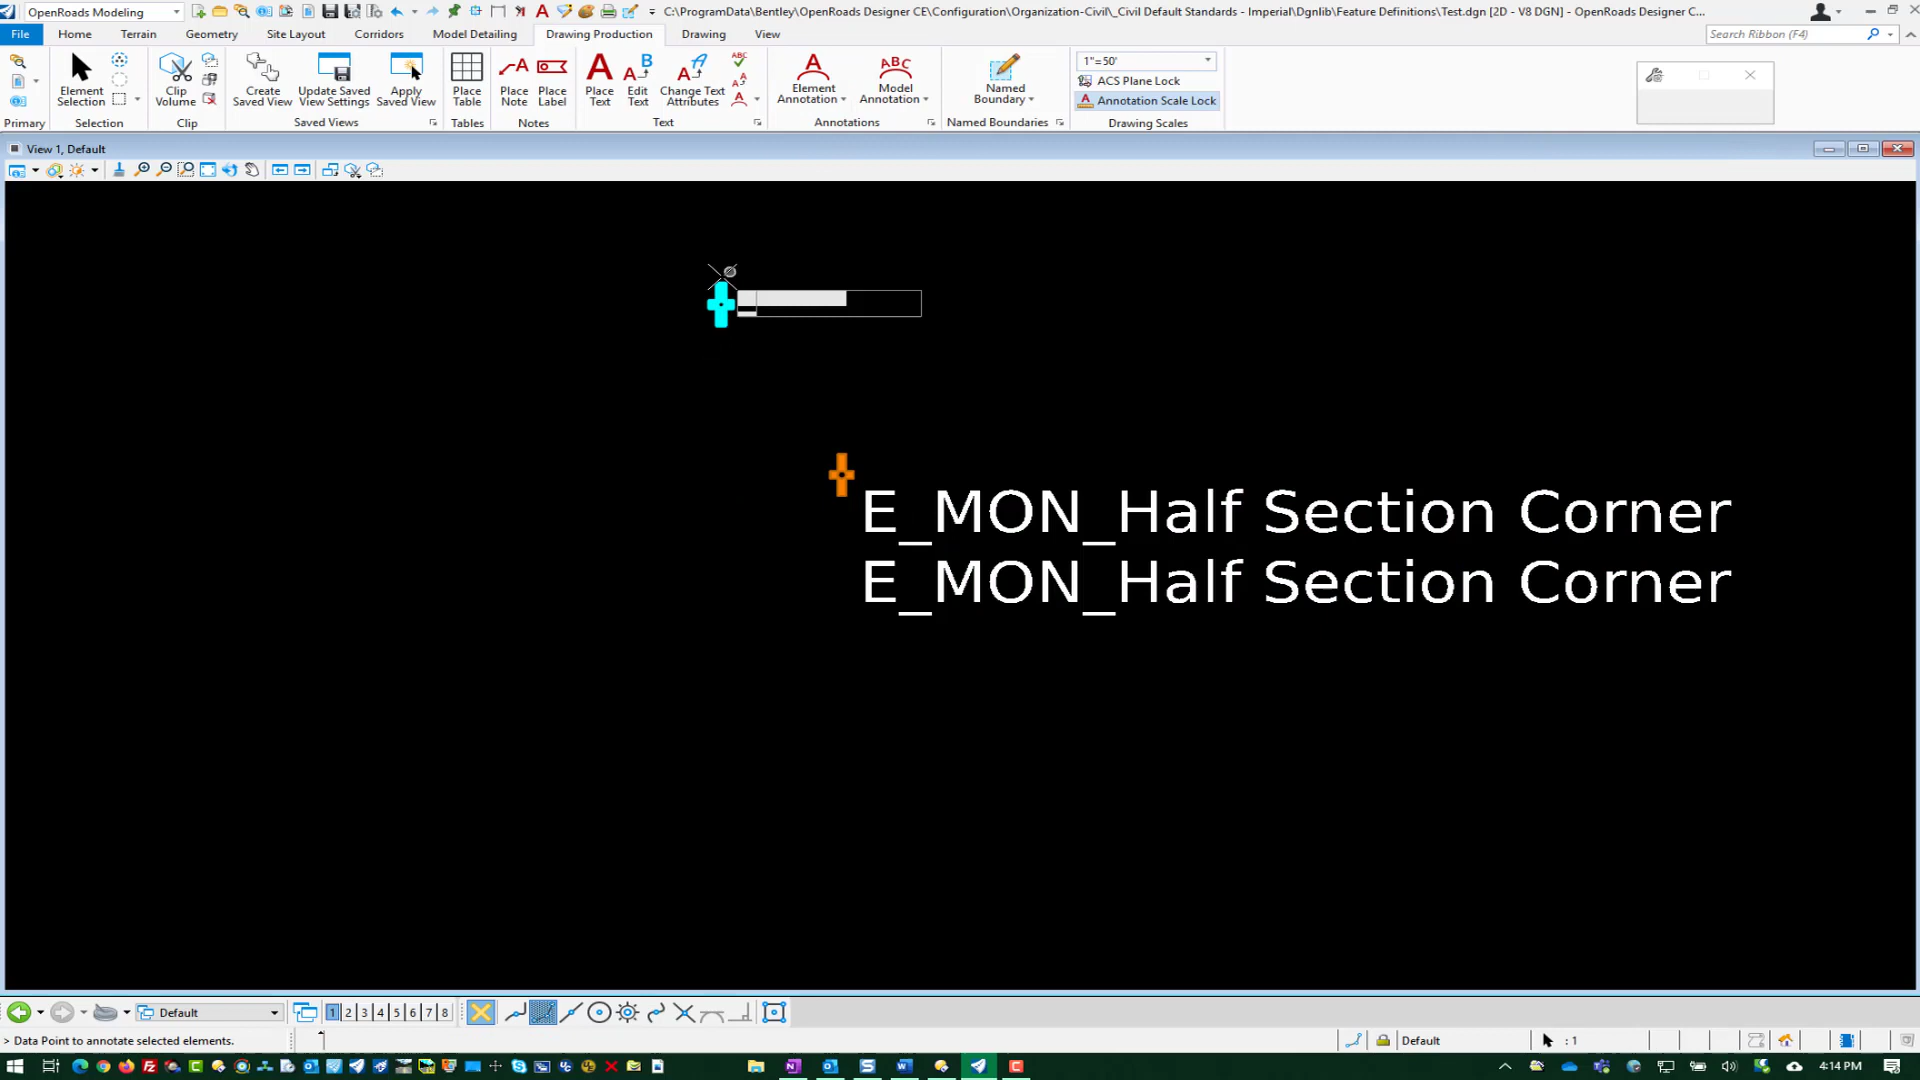 OpenRoads Modeling
C:\ProgramData\Bentley\OpenRoads Designer CE\Configuration\Organization-Civil\_Civil Default Standards - Imperial\Dgnlib\Feature Definitions\Test.dgn [2D - V8 DGN] - OpenRoads Designer C...
File Home Terrain Geometry Site Layout Corridors Model Detailing Drawing Production Drawing View
Search Ribbon (F4)
Element Selection
Clip Volume
Create Saved View
Update Saved View Settings
Apply Saved View
Place Table
Place Note
Place Label
Place Text
Edit Text
Change Text Attributes
ABC
Element Annotation
ABC
Model Annotation
Named Boundary
1"=50'
ACS Plane Lock
Annotation Scale Lock
Primary Selection Clip Saved Views Tables Notes Text Annotations Named Boundaries Drawing Scales
View 1, Default
E_MON_Half Section Corner
E_MON_Half Section Corner
Default
1 2 3 4 5 6 7 8
> Data Point to annotate selected elements.
Default
: 1
4:14 PM